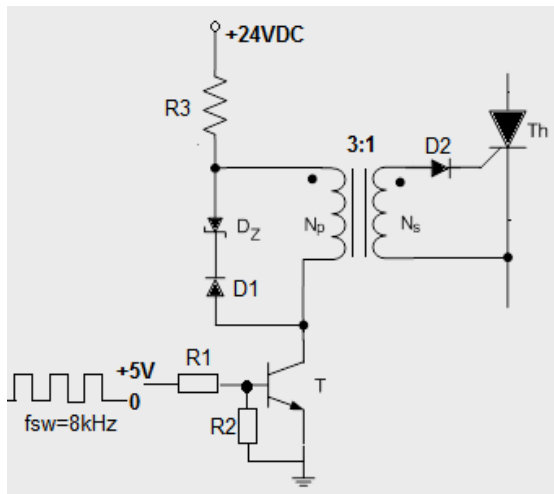 +24VDC
R3
3:1
D2
Th
DZ
Np
Ns
D1
+5V
R1
T
0
R2
fsw=8kHz